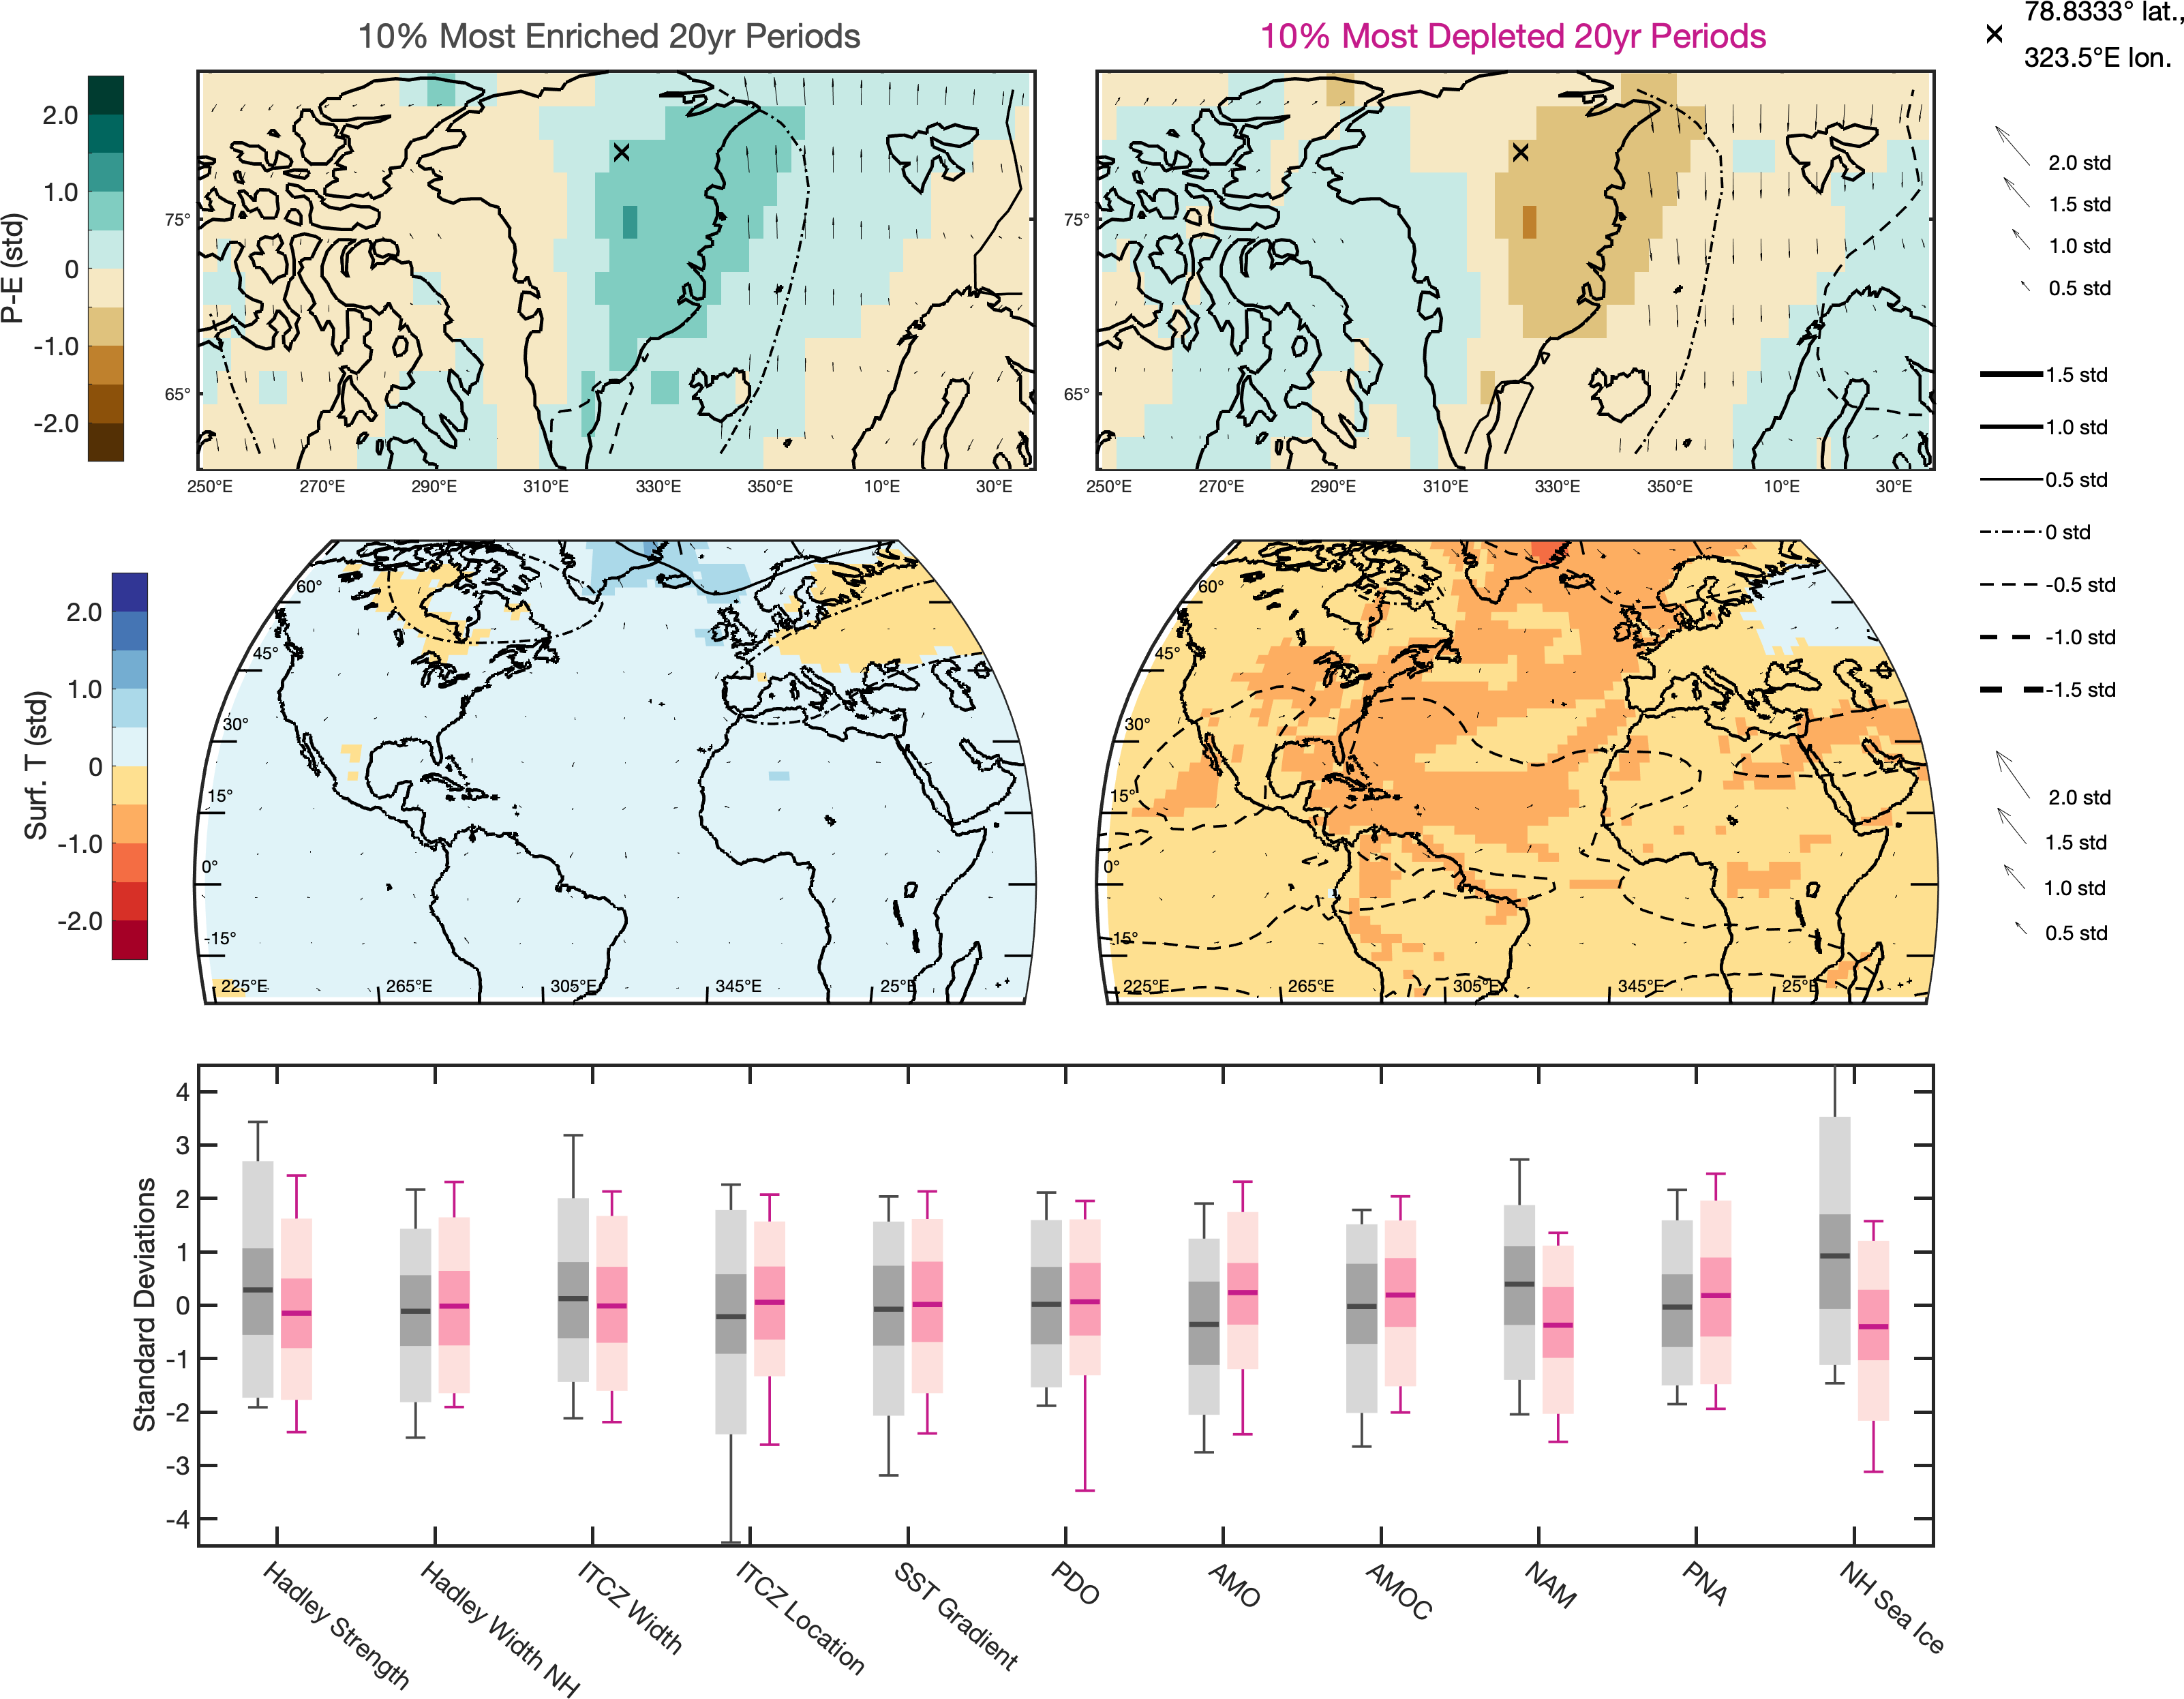 10% Most Enriched 20yr Periods
10% Most Depleted 20yr Periods
78.8333° lat.,
323.5°E lon.
P-E (std)
2.0
1.0
0
-1.0
-2.0
75°
65°
250°E 270°E 290°E 310°E 330°E 350°E 10°E 30°E
75°
65°
250°E 270°E 290°E 310°E 330°E 350°E 10°E 30°E
2.0 std
1.5 std
1.0 std
0.5 std
1.5 std
1.0 std
0.5 std
0 std
-0.5 std
-1.0 std
-1.5 std
Surf. T (std)
2.0
1.0
0
-1.0
-2.0
60°
45°
30°
15°
0°
-15°
225°E 265°E 305°E 345°E 25°E
60°
45°
30°
15°
0°
-15°
225°E 265°E 305°E 345°E 25°E
2.0 std
1.5 std
1.0 std
0.5 std
Standard Deviations
4
3
2
1
0
-1
-2
-3
-4
Hadley Strength
Hadley Width NH
ITCZ Width
ITCZ Location
SST Gradient
PDO
AMO
AMOC
NAM
PNA
NH Sea Ice